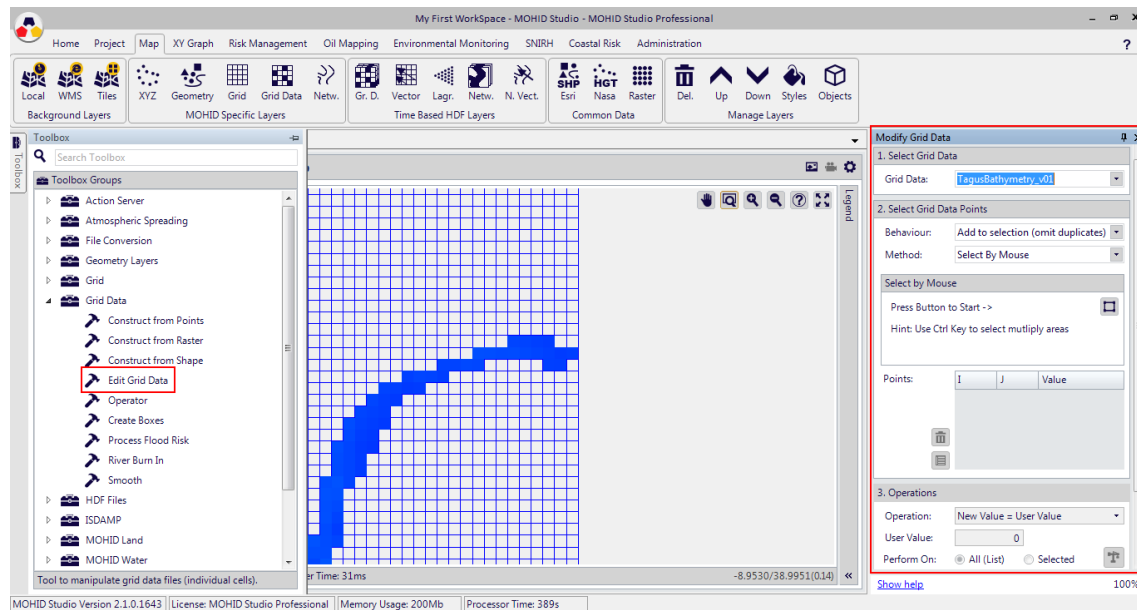 My First WorkSpace - MOHID Studio - MOHID Studio Professional
Home Project Map XY Graph Risk Management Oil Mapping Environmental Monitoring SNIRH Coastal Risk Administration ?
Local WMS Tiles XYZ Geometry Grid Grid Data Netw. Gr. D. Vector Lagr. Netw. N. Vect. SHP Esri HGT Nasa Raster Del. Up Down Styles Objects
Background Layers MOHID Specific Layers Time Based HDF Layers Common Data Manage Layers
Toolbox
Toolbox
Search Toolbox
Toolbox Groups
Action Server
Atmospheric Spreading
File Conversion
Geometry Layers
Grid
Grid Data
Construct from Points
Construct from Raster
Construct from Shape
Edit Grid Data
Operator
Create Boxes
Process Flood Risk
River Burn In
Smooth
HDF Files
ISDAMP
MOHID Land
MOHID Water
Tool to manipulate grid data files (individual cells).
Legend
er Time: 31ms -8.9530/38.9951(0.14)
Modify Grid Data
1. Select Grid Data
Grid Data: TagusBathymetry_v01
2. Select Grid Data Points
Behaviour: Add to selection (omit duplicates)
Method: Select By Mouse
Select by Mouse
Press Button to Start ->
Hint: Use Ctrl Key to select mutliply areas
Points: I J Value
3. Operations
Operation: New Value = User Value
User Value: 0
Perform On: All (List) Selected
Show help 100%
MOHID Studio Version 2.1.0.1643 License: MOHID Studio Professional Memory Usage: 200Mb Processor Time: 389s